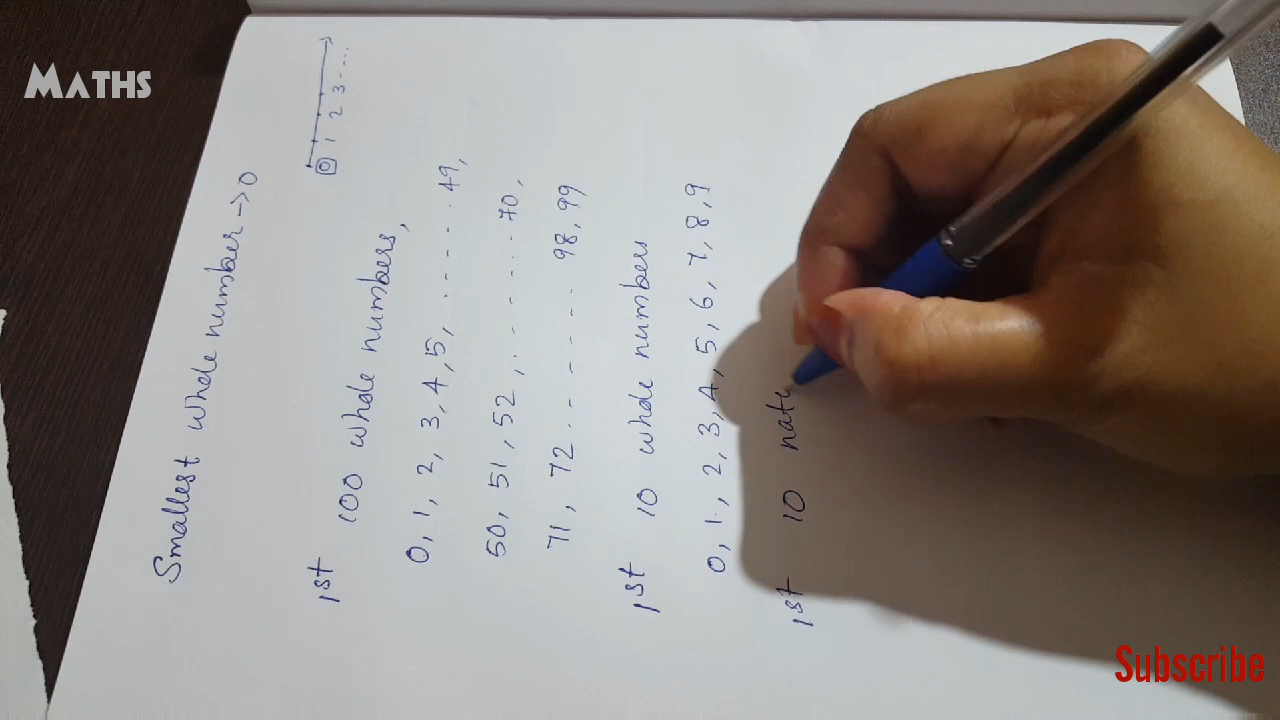 MATHS
Smallest whole number → 0
0 1 2 3 ....
1st 100 whole numbers,
0, 1, 2, 3, 4, 5, ..... 49,
50, 51, 52, ....... 70,
71, 72 ....... 98, 99
1st 10 whole numbers
0, 1, 2, 3, 4, 5, 6, 7, 8, 9
1st 10 natu
Subscribe